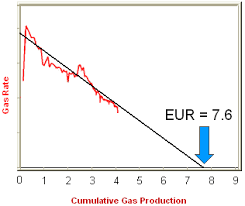 Gas Rate
EUR = 7.6
0 1 2 3 4 5 6 7 8 9
Cumulative Gas Production